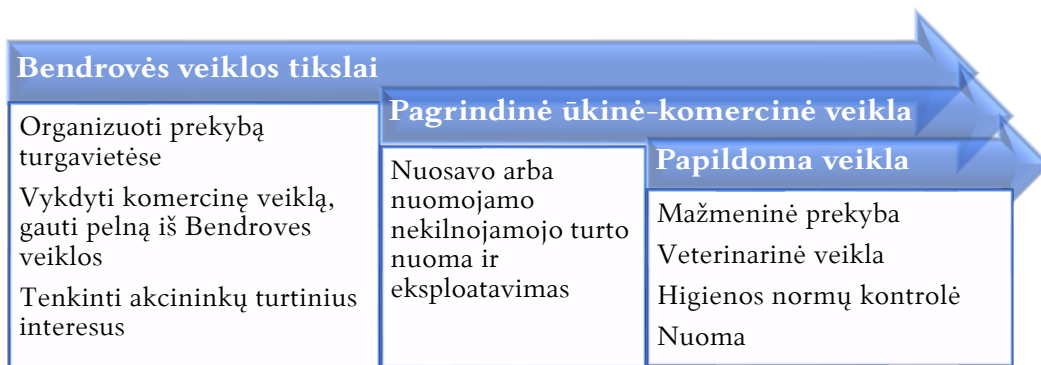 Bendrovės veiklos tikslai
Organizuoti prekybą
turgavietėse
Vykdyti komercinę veiklą,
gauti pelną iš Bendroves
veiklos
Tenkinti akcininkų turtinius
interesus
Pagrindinė ūkinė-komercinė veikla
Nuosavo arba
nuomojamo
nekilnojamojo turto
nuoma ir
eksploatavimas
Papildoma veikla
Mažmeninė prekyba
Veterinarinė veikla
Higienos normų kontrolė
Nuoma